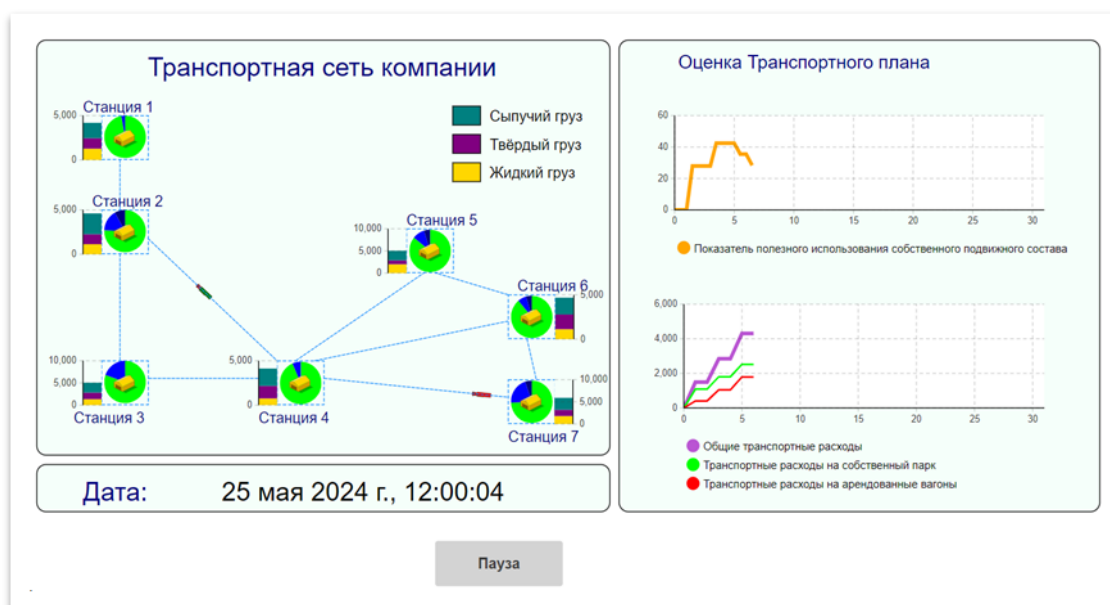 Транспортная сеть компании
Станция 1
5,000
0
Сыпучий груз
Твёрдый груз
Жидкий груз
Станция 2
5,000
0
Станция 5
10,000
5,000
0
Станция 6
5,000
0
10,000
5,000
0
Станция 3
5,000
0
Станция 4
10,000
5,000
0
Станция 7
Дата: 25 мая 2024 г., 12:00:04
Оценка Транспортного плана
60
40
20
0
0 5 10 15 20 25 30
Показатель полезного использования собственного подвижного состава
6,000
4,000
2,000
0
0 5 10 15 20 25 30
Общие транспортные расходы
Транспортные расходы на собственный парк
Транспортные расходы на арендованные вагоны
Пауза